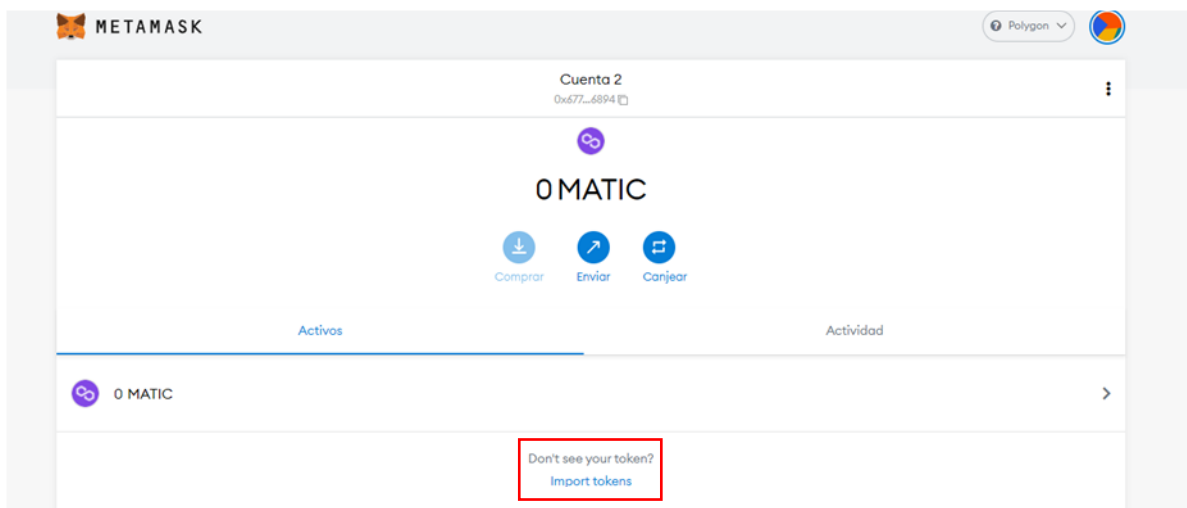 METAMASK
Polygon
Cuenta 2
0x677...6894
0 MATIC
Comprar
Enviar
Canjear
Activos
Actividad
0 MATIC
Don't see your token?
Import tokens